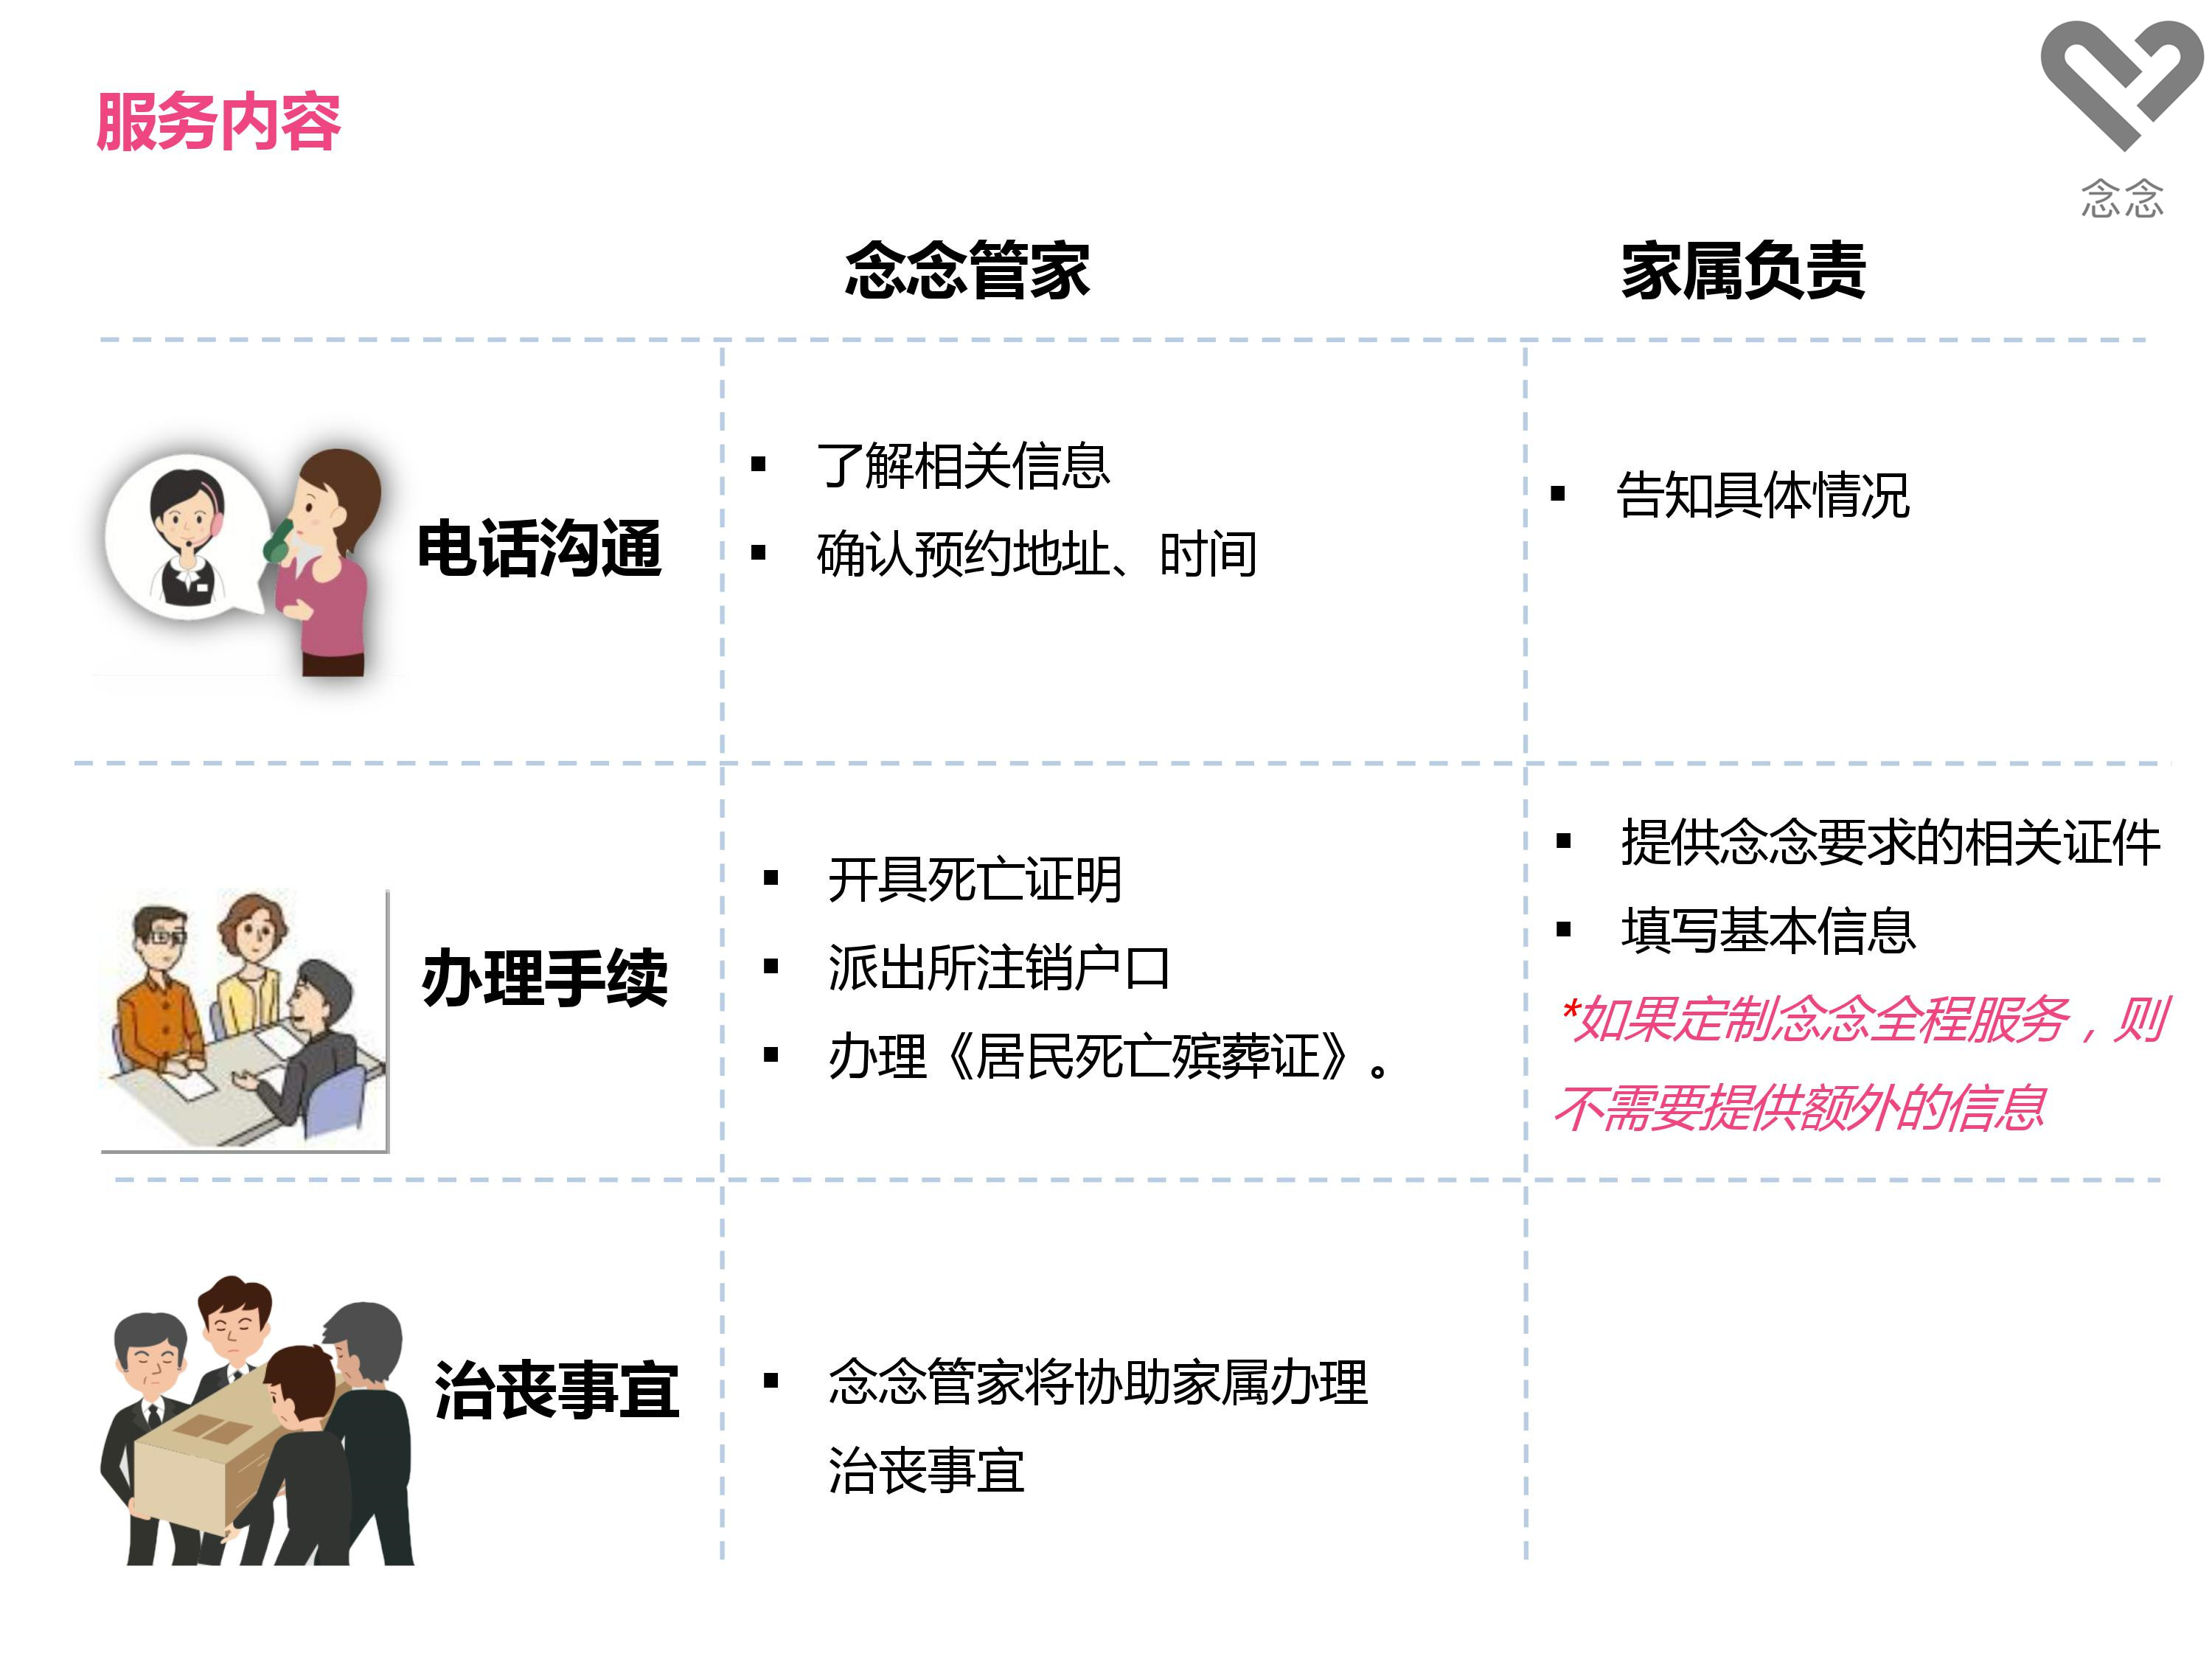 服务内容
念念
念念管家
家属负责
电话沟通
▪ 了解相关信息
▪ 确认预约地址、时间
▪ 告知具体情况
办理手续
▪ 开具死亡证明
▪ 派出所注销户口
▪ 办理《居民死亡殡葬证》。
▪ 提供念念要求的相关证件
▪ 填写基本信息
*如果定制念念全程服务，则
不需要提供额外的信息
治丧事宜
▪ 念念管家将协助家属办理
治丧事宜